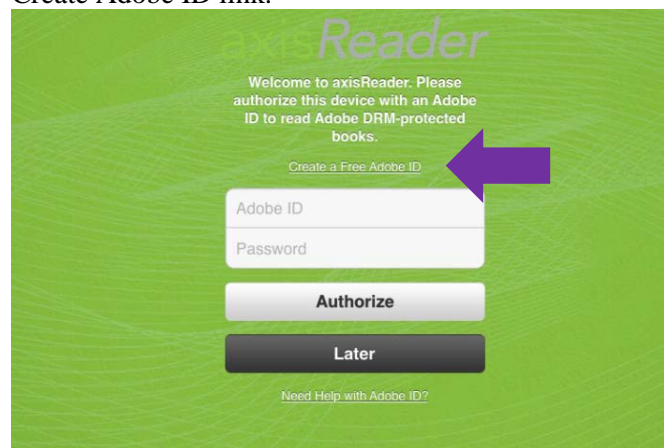 Create Adobe ID link.
axisReader
Welcome to axisReader. Please
authorize this device with an Adobe
ID to read Adobe DRM-protected
books.
Create a Free Adobe ID
Adobe ID
Password
Authorize
Later
Need Help with Adobe ID?